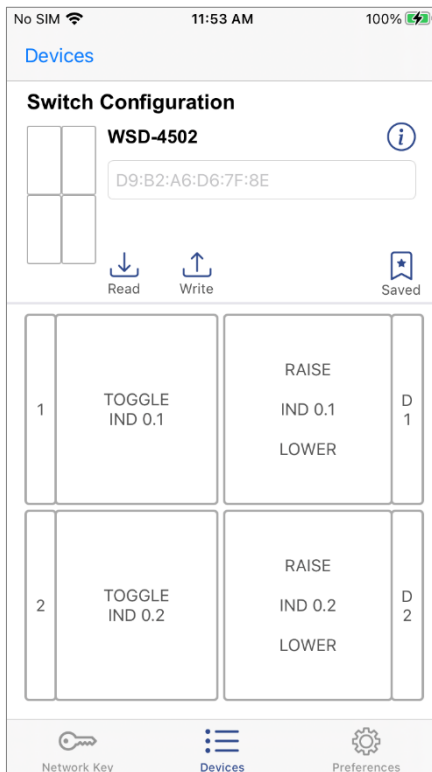 No SIM 11:53 AM 100%
Devices
Switch Configuration
WSD-4502
i
D9:B2:A6:D6:7F:8E
Read Write Saved
1
TOGGLE
IND 0.1
RAISE
IND 0.1
LOWER
D
1
2
TOGGLE
IND 0.2
RAISE
IND 0.2
LOWER
D
2
Network Key Devices Preferences